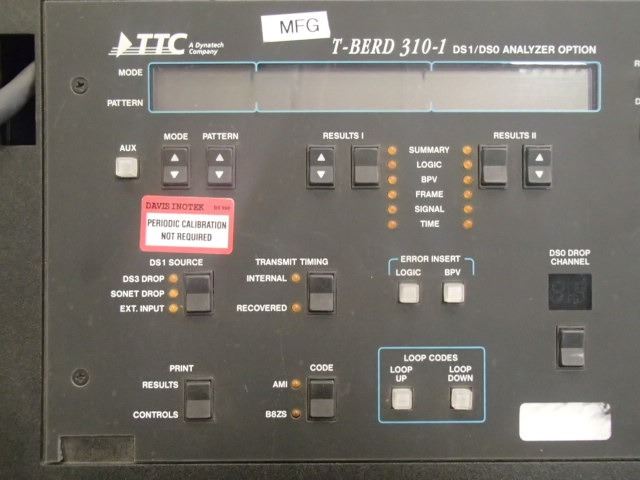 MFG
TTC A Dynatech Company
T-BERD 310-1 DS1/DS0 ANALYZER OPTION
MODE
PATTERN
AUX
MODE
PATTERN
RESULTS I
RESULTS II
SUMMARY
LOGIC
BPV
FRAME
SIGNAL
TIME
DAVIS INOTEK
PERIODIC CALIBRATION
NOT REQUIRED
DS1 SOURCE
DS3 DROP
SONET DROP
EXT. INPUT
TRANSMIT TIMING
INTERNAL
RECOVERED
ERROR INSERT
LOGIC
BPV
DS0 DROP
CHANNEL
PRINT
RESULTS
CONTROLS
CODE
AMI
B8ZS
LOOP CODES
LOOP UP
LOOP DOWN